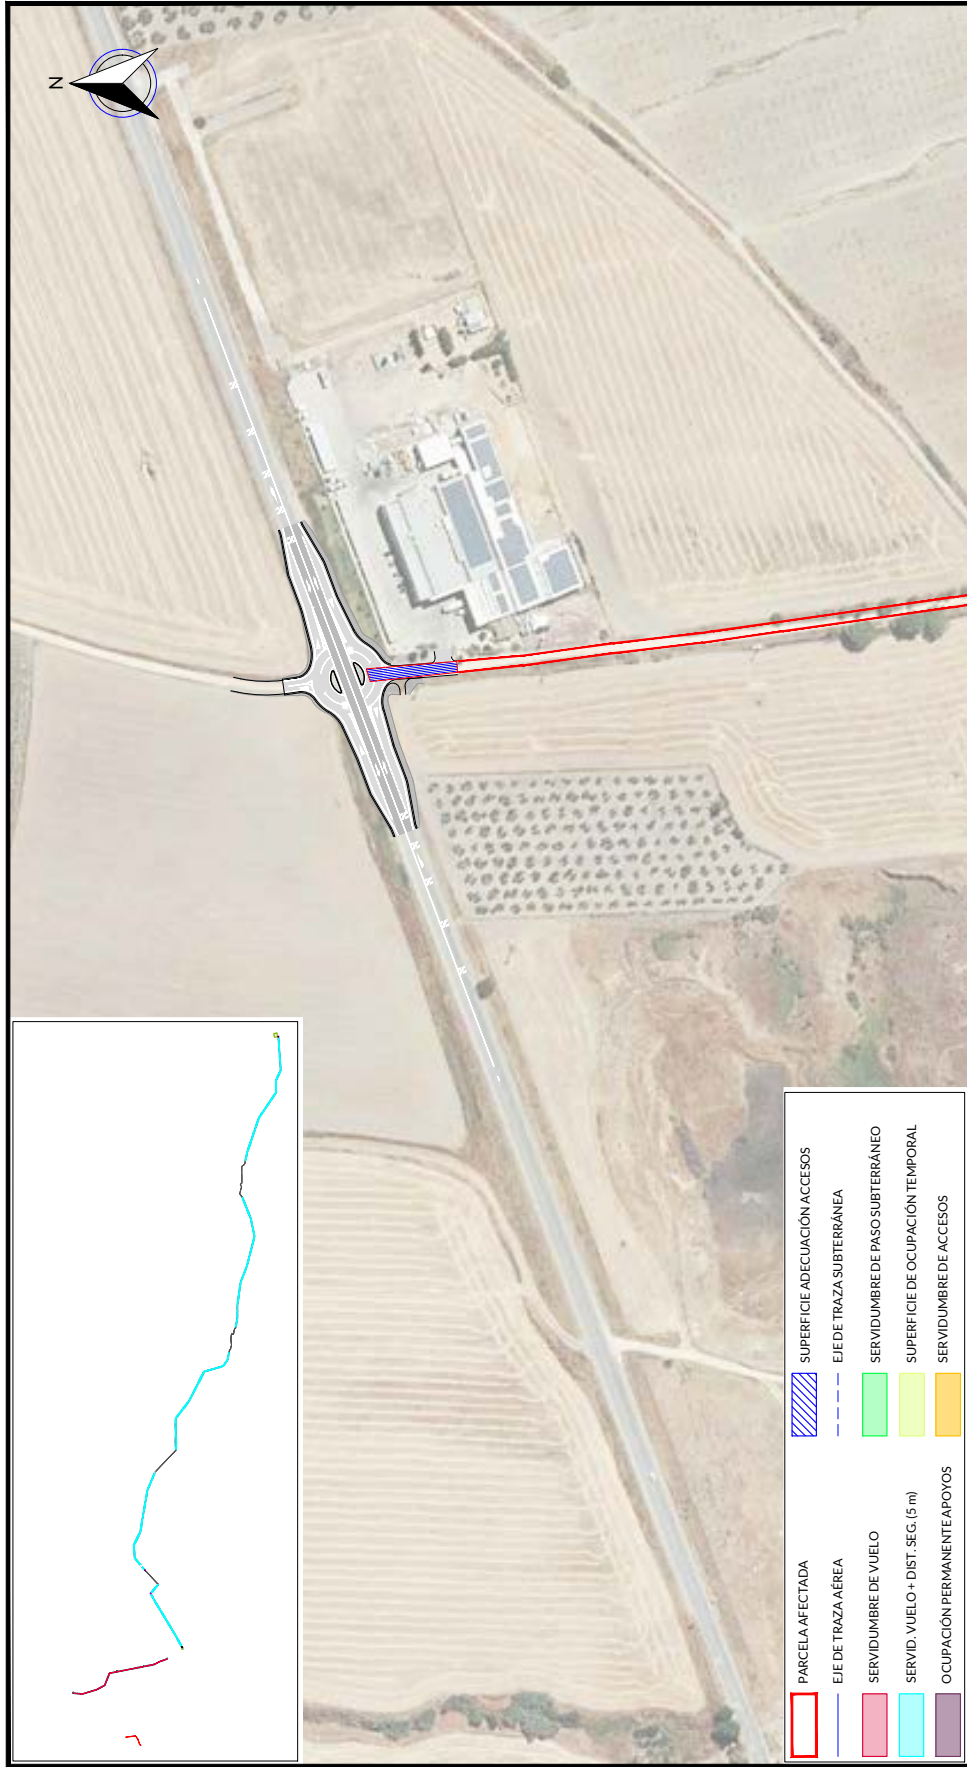 N
PARCELA AFECTADA
EJE DE TRAZA AÉREA
SERVIDUMBRE DE VUELO
SERVID. VUELO + DIST. SEG. (5 m)
OCUPACIÓN PERMANENTE APOYOS
SUPERFICIE ADECUACIÓN ACCESOS
EJE DE TRAZA SUBTERRÁNEA
SERVIDUMBRE DE PASO SUBTERRÁNEO
SUPERFICIE DE OCUPACIÓN TEMPORAL
SERVIDUMBRE DE ACCESOS